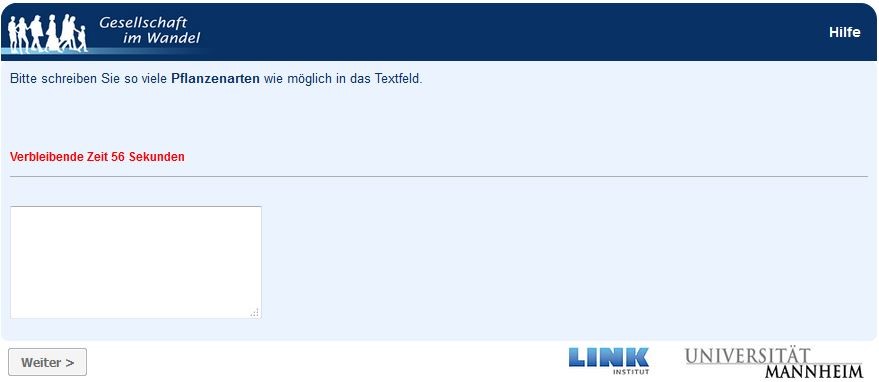 Gesellschaft
im Wandel
Hilfe
Bitte schreiben Sie so viele Pflanzenarten wie möglich in das Textfeld.
Verbleibende Zeit 56 Sekunden
Weiter >
LINK
INSTITUT
UNIVERSITÄT
MANNHEIM